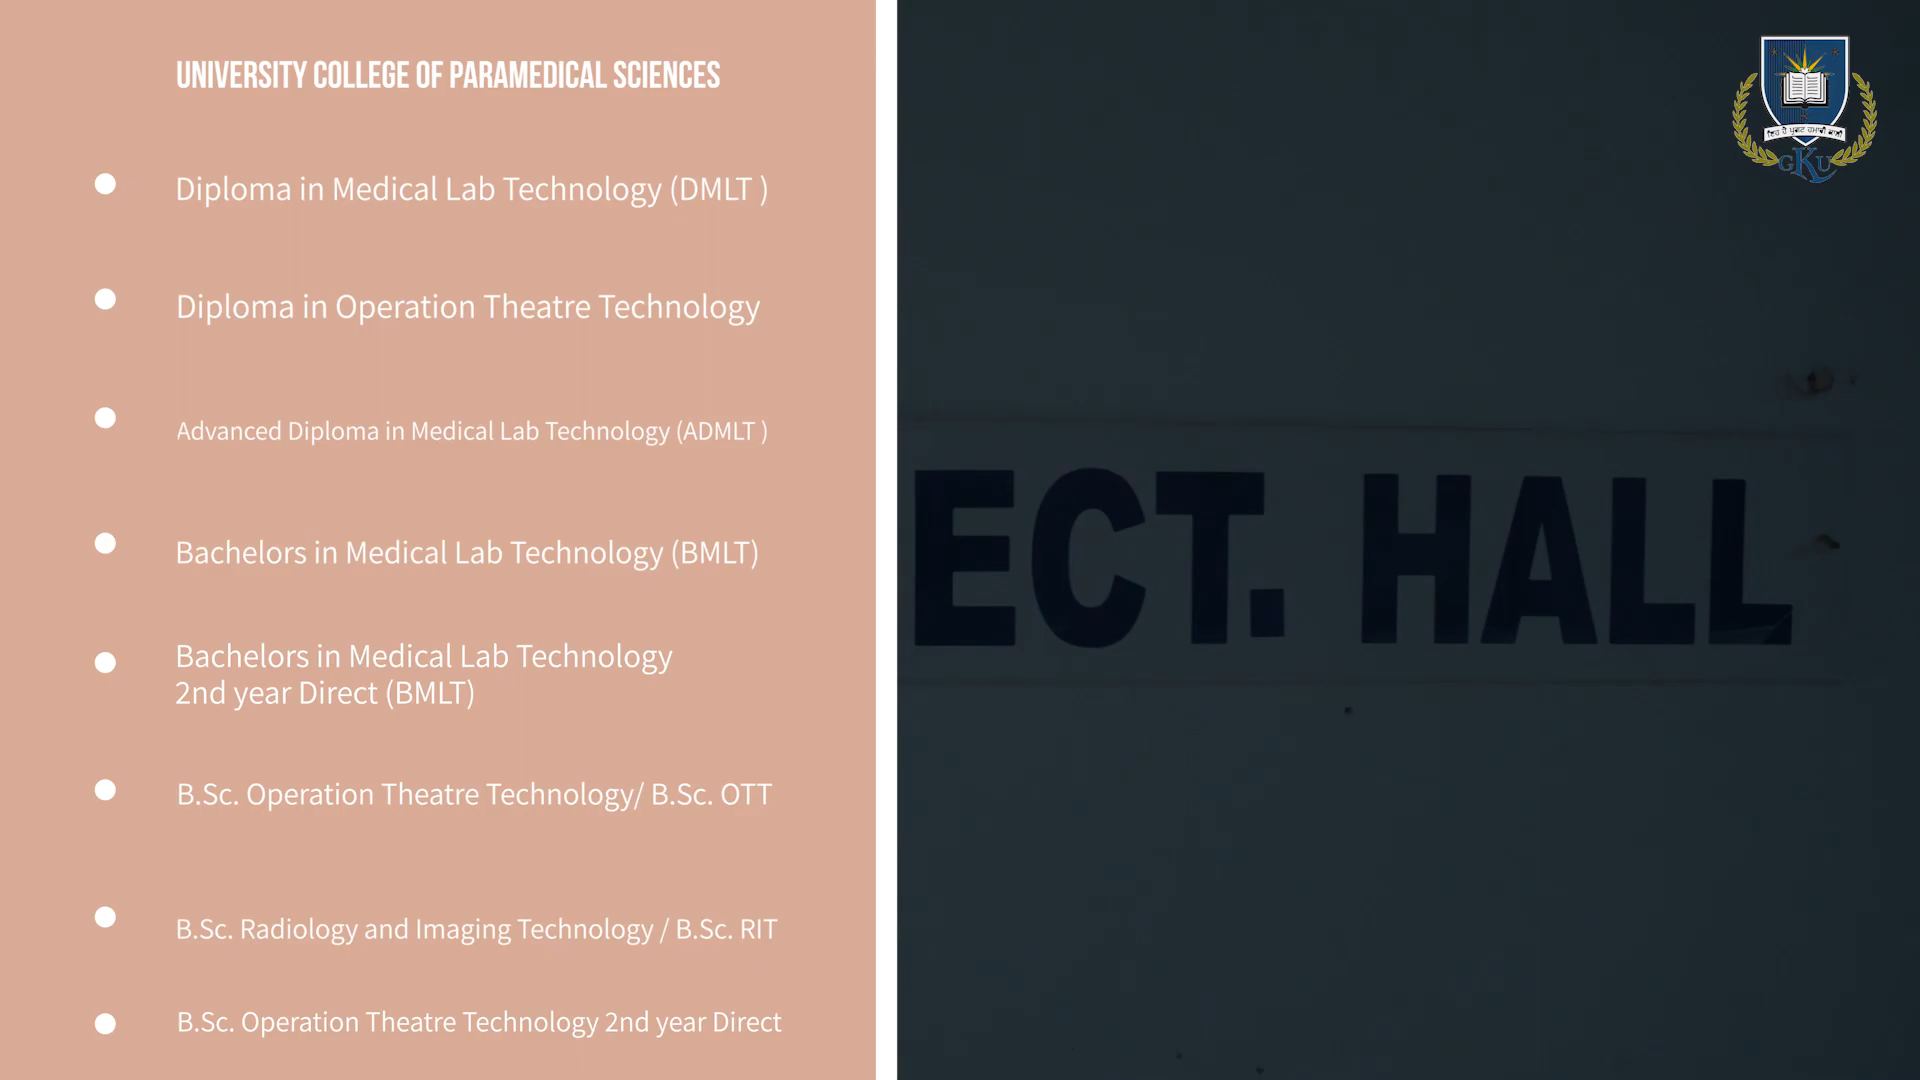 UNIVERSITY COLLEGE OF PARAMEDICAL SCIENCES
Diploma in Medical Lab Technology (DMLT )
Diploma in Operation Theatre Technology
Advanced Diploma in Medical Lab Technology (ADMLT )
Bachelors in Medical Lab Technology (BMLT)
Bachelors in Medical Lab Technology
2nd year Direct (BMLT)
B.Sc. Operation Theatre Technology/ B.Sc. OTT
B.Sc. Radiology and Imaging Technology / B.Sc. RIT
B.Sc. Operation Theatre Technology 2nd year Direct
ECT. HALL
ਇਹ ਹੈ ਪ੍ਰਗਟ ਹਮਾਰੀ ਬਾਣੀ
GKU